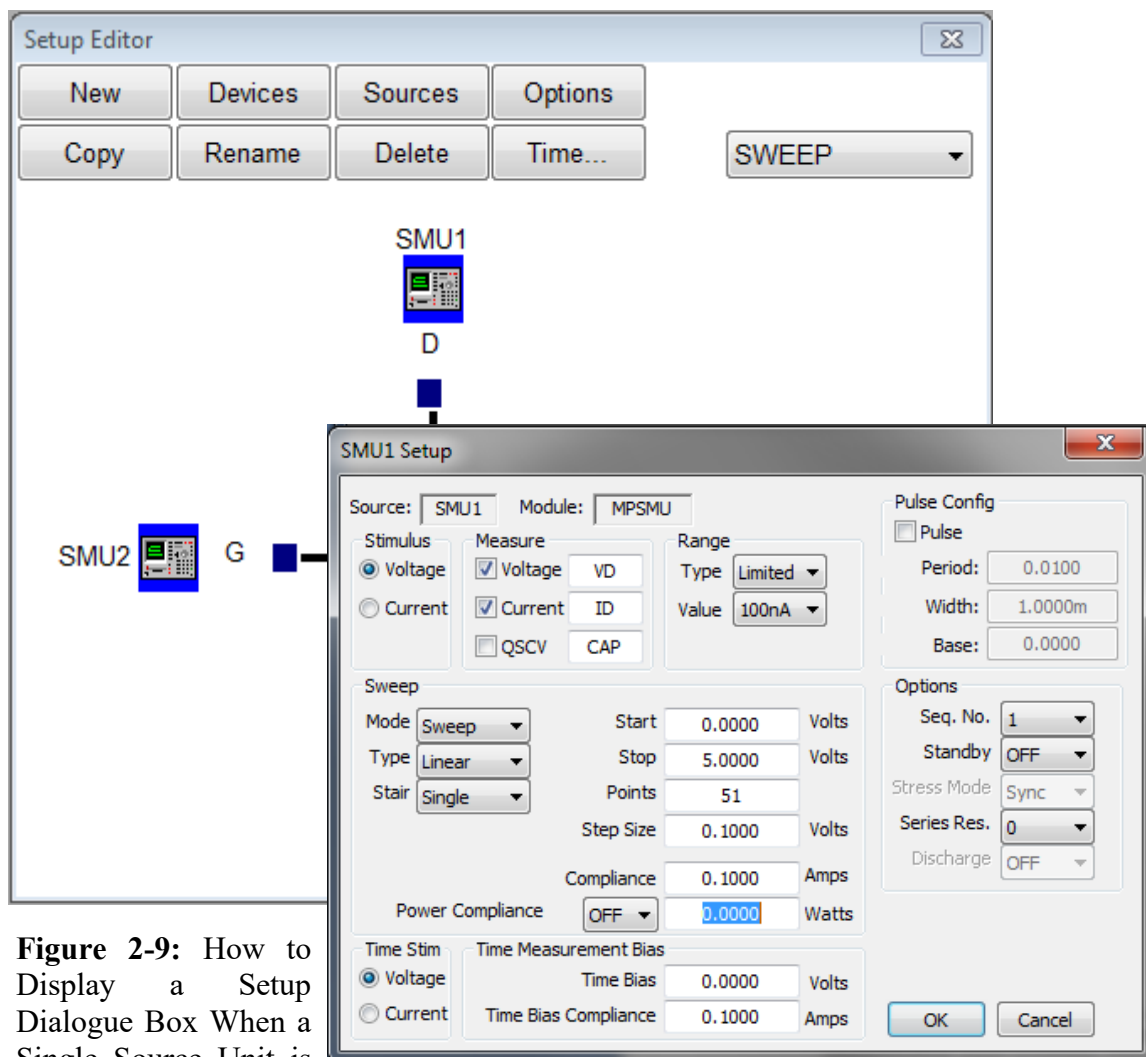 Setup Editor
New Devices Sources Options
Copy Rename Delete Time... SWEEP
SMU1
D
SMU2 G
SMU1 Setup
Source: SMU1 Module: MPSMU
Stimulus
Voltage
Current
Measure
Voltage VD
Current ID
QSCV CAP
Range
Type Limited
Value 100nA
Pulse Config
Pulse
Period: 0.0100
Width: 1.0000m
Base: 0.0000
Sweep
Mode Sweep
Type Linear
Stair Single
Start 0.0000 Volts
Stop 5.0000 Volts
Points 51
Step Size 0.1000 Volts
Compliance 0.1000 Amps
Power Compliance OFF 0.0000 Watts
Options
Seq. No. 1
Standby OFF
Stress Mode Sync
Series Res. 0
Discharge OFF
Time Stim
Voltage
Current
Time Measurement Bias
Time Bias 0.0000 Volts
Time Bias Compliance 0.1000 Amps
OK Cancel
Figure 2-9: How to
Display a Setup
Dialogue Box When a
Single Source Unit is